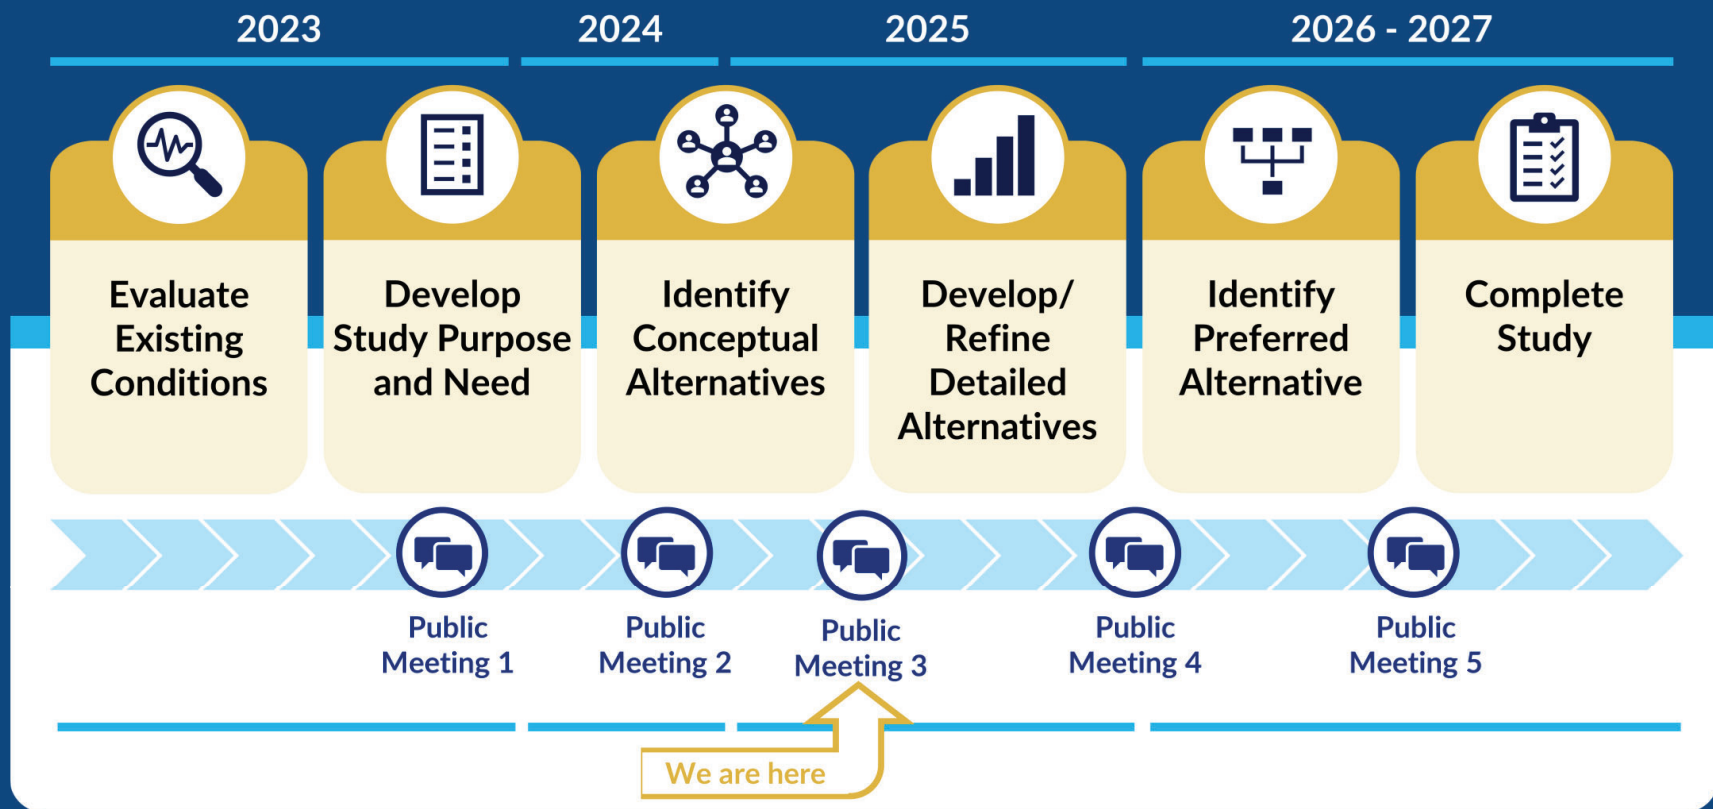 2023
2024
2025
2026 - 2027
Evaluate
Existing
Conditions
Develop
Study Purpose
and Need
Identify
Conceptual
Alternatives
Develop/
Refine
Detailed
Alternatives
Identify
Preferred
Alternative
Complete
Study
Public
Meeting 1
Public
Meeting 2
Public
Meeting 3
Public
Meeting 4
Public
Meeting 5
We are here